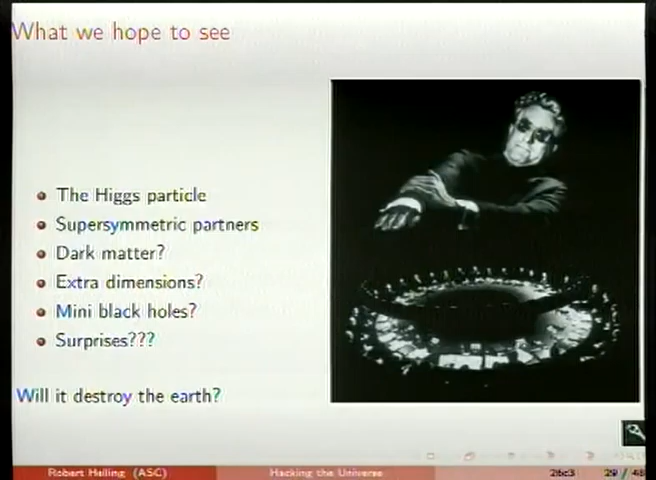 What we hope to see
The Higgs particle
Supersymmetric partners
Dark matter?
Extra dimensions?
Mini black holes?
Surprises???
Will it destroy the earth?
Robert Helling (ASC) Hacking the Universe 26c3 29 / 48